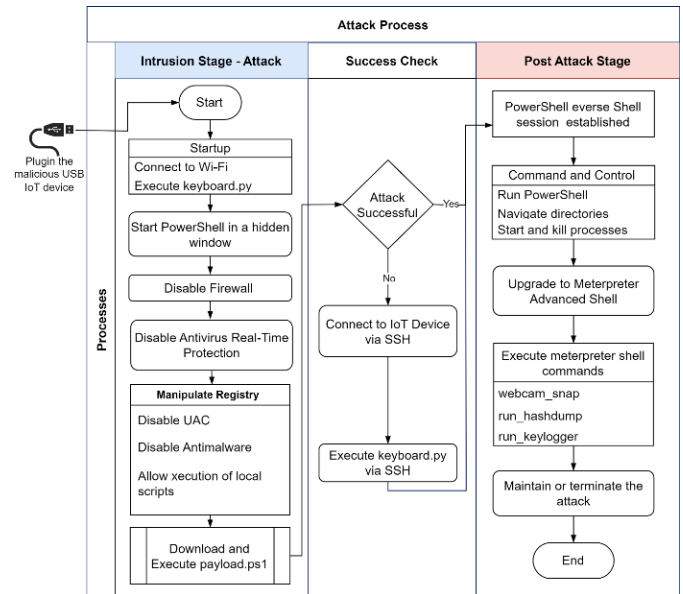 Attack Process
Intrusion Stage - Attack
Success Check
Post Attack Stage
Processes
Plugin the
malicious USB
IoT device
Start
Startup
Connect to Wi-Fi
Execute keyboard.py
Start PowerShell in a hidden
window
Disable Firewall
Disable Antivirus Real-Time
Protection
Manipulate Registry
Disable UAC
Disable Antimalware
Allow xecution of local
scripts
Download and
Execute payload.ps1
Attack
Successful
Yes
No
Connect to IoT Device
via SSH
Execute keyboard.py
via SSH
PowerShell everse Shell
session established
Command and Control
Run PowerShell
Navigate directories
Start and kill processes
Upgrade to Meterpreter
Advanced Shell
Execute meterpreter shell
commands
webcam_snap
run_hashdump
run_keylogger
Maintain or terminate the
attack
End